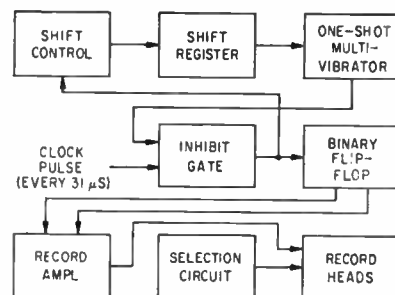 SHIFT
CONTROL
SHIFT
REGISTER
ONE-SHOT
MULTI-
VIBRATOR
CLOCK
PULSE
(EVERY 31 μS)
INHIBIT
GATE
BINARY
FLIP-
FLOP
RECORD
AMPL
SELECTION
CIRCUIT
RECORD
HEADS